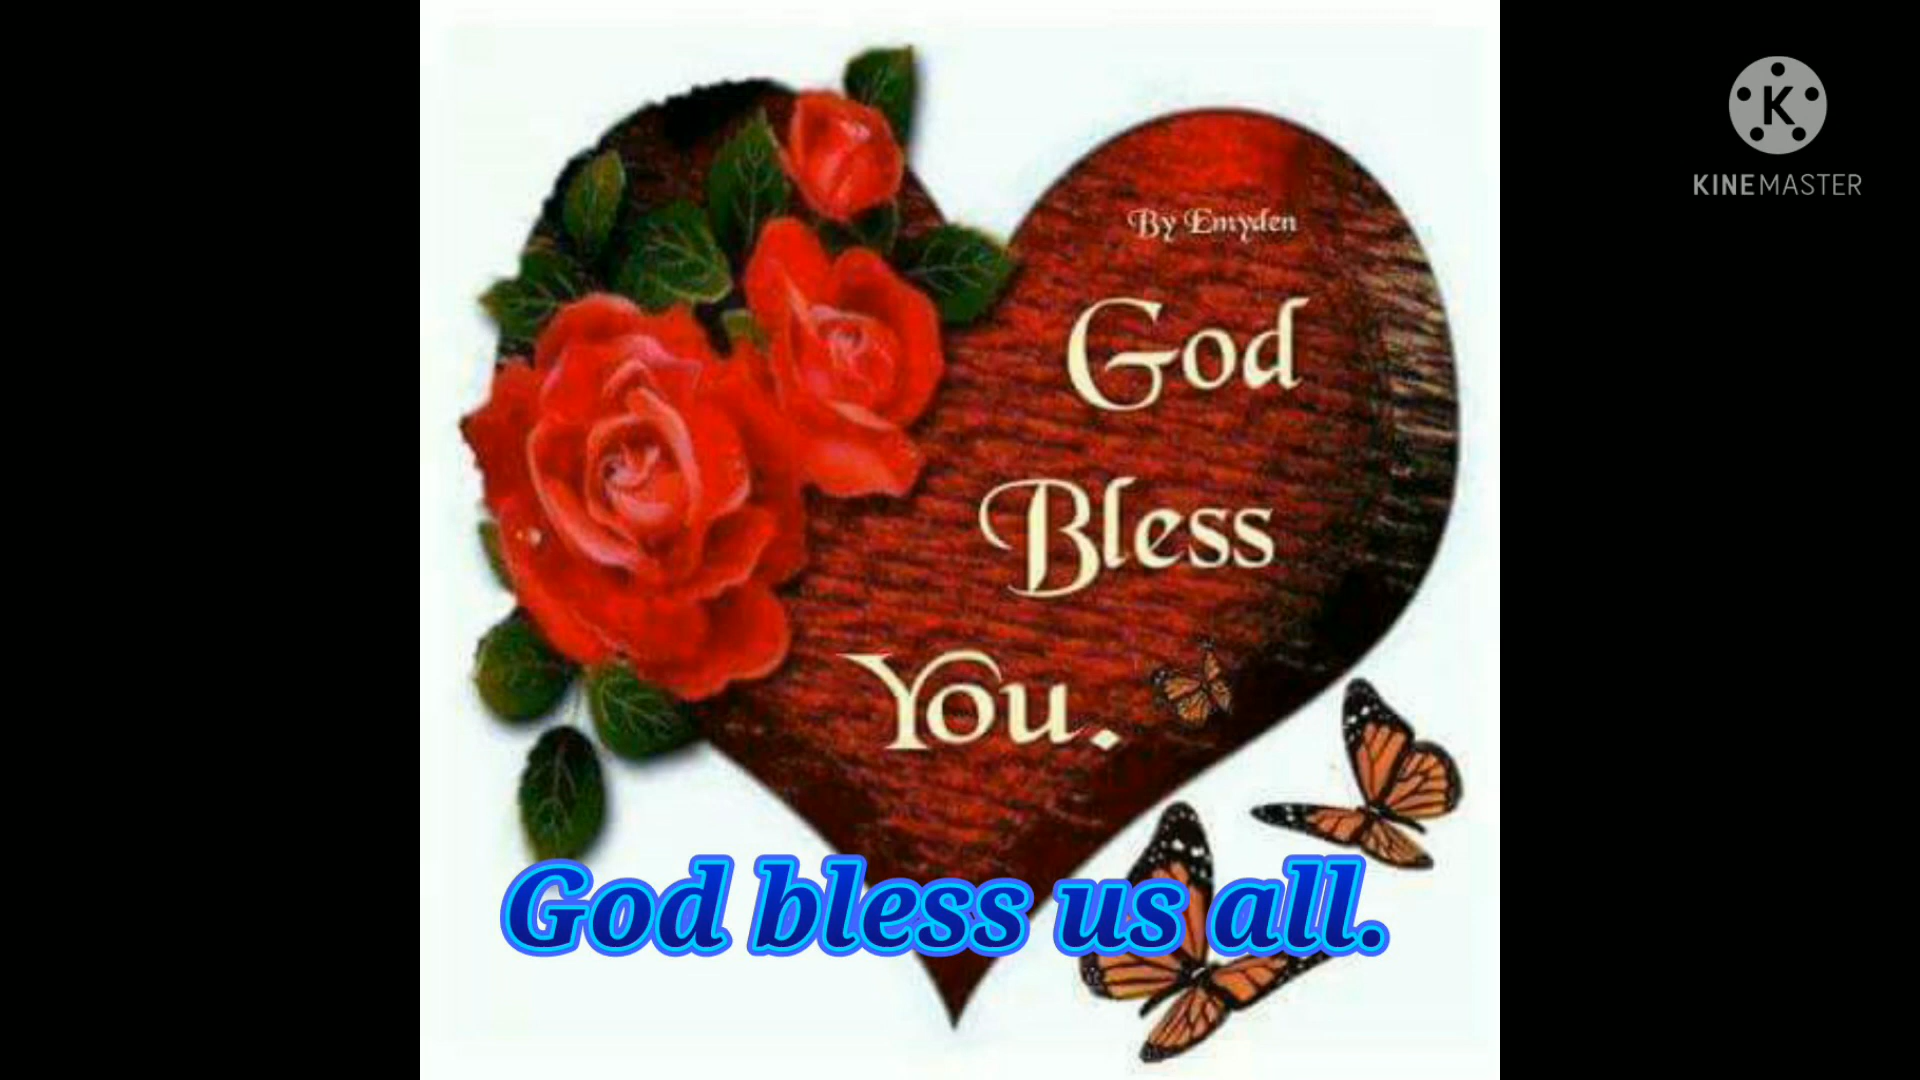 K
KINEMASTER
By Emyden
God
Bless
You.
God bless us all.